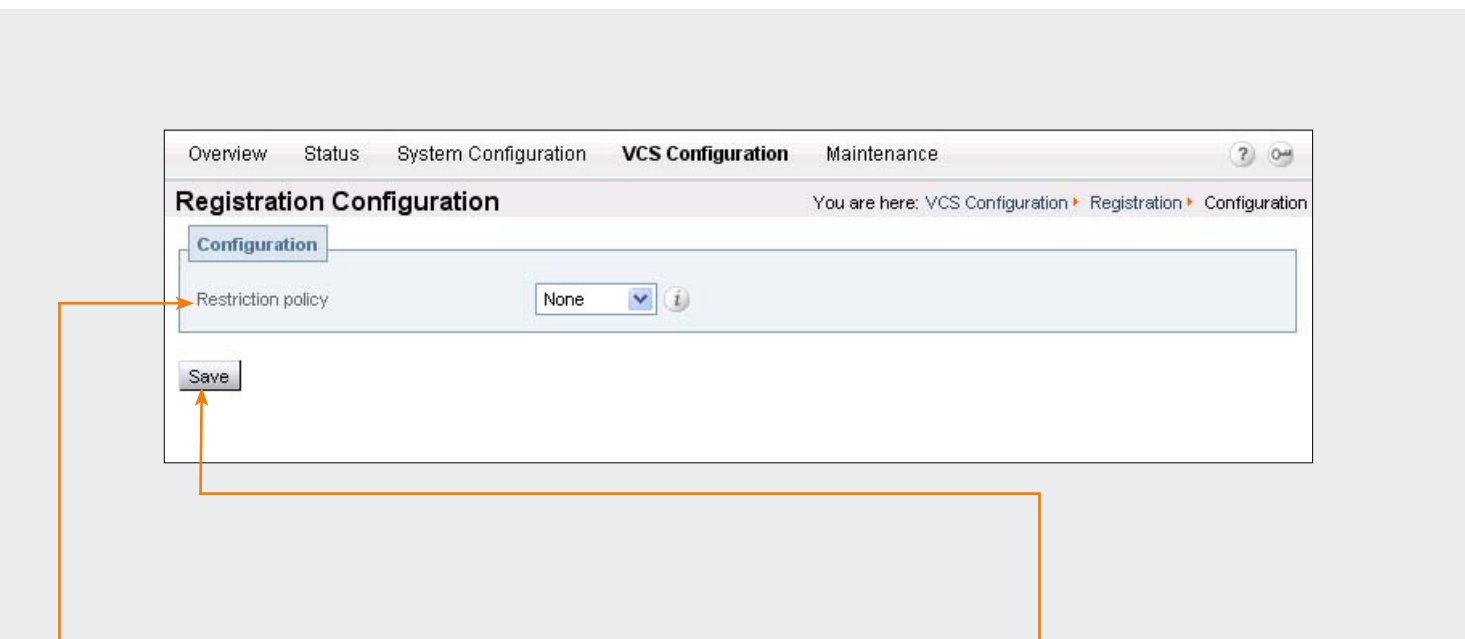 Overview Status System Configuration VCS Configuration Maintenance ?
Registration Configuration You are here: VCS Configuration Registration Configuration
Configuration
Restriction policy None i
Save